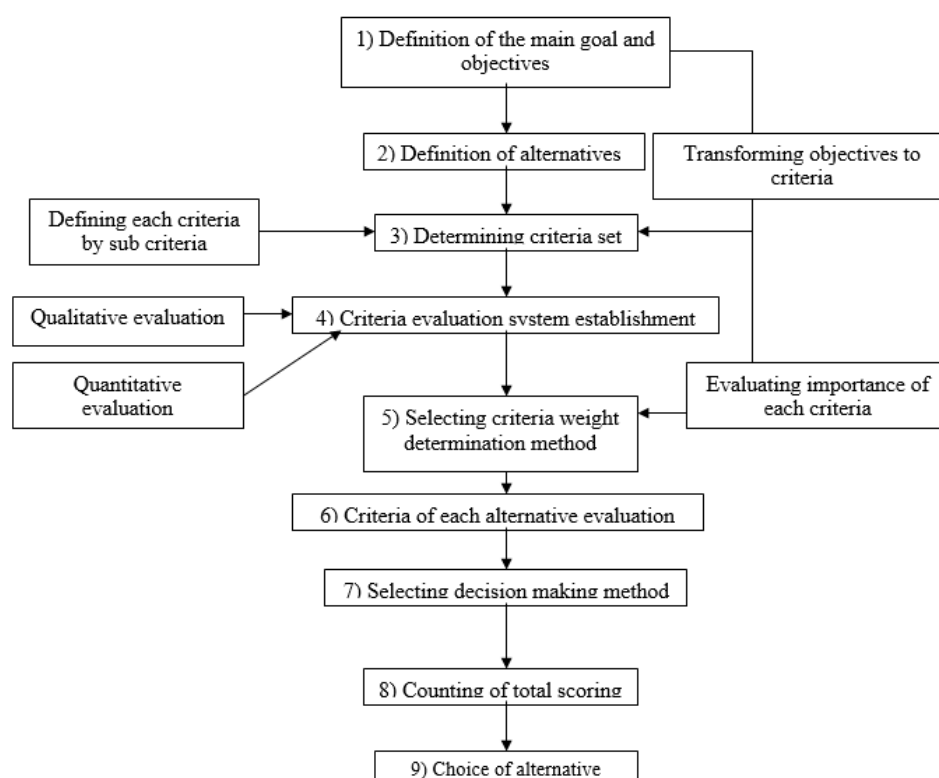 1) Definition of the main goal and
objectives
2) Definition of alternatives
Transforming objectives to
criteria
Defining each criteria
by sub criteria
3) Determining criteria set
Qualitative evaluation
4) Criteria evaluation system establishment
Quantitative
evaluation
Evaluating importance of
each criteria
5) Selecting criteria weight
determination method
6) Criteria of each alternative evaluation
7) Selecting decision making method
8) Counting of total scoring
9) Choice of alternative